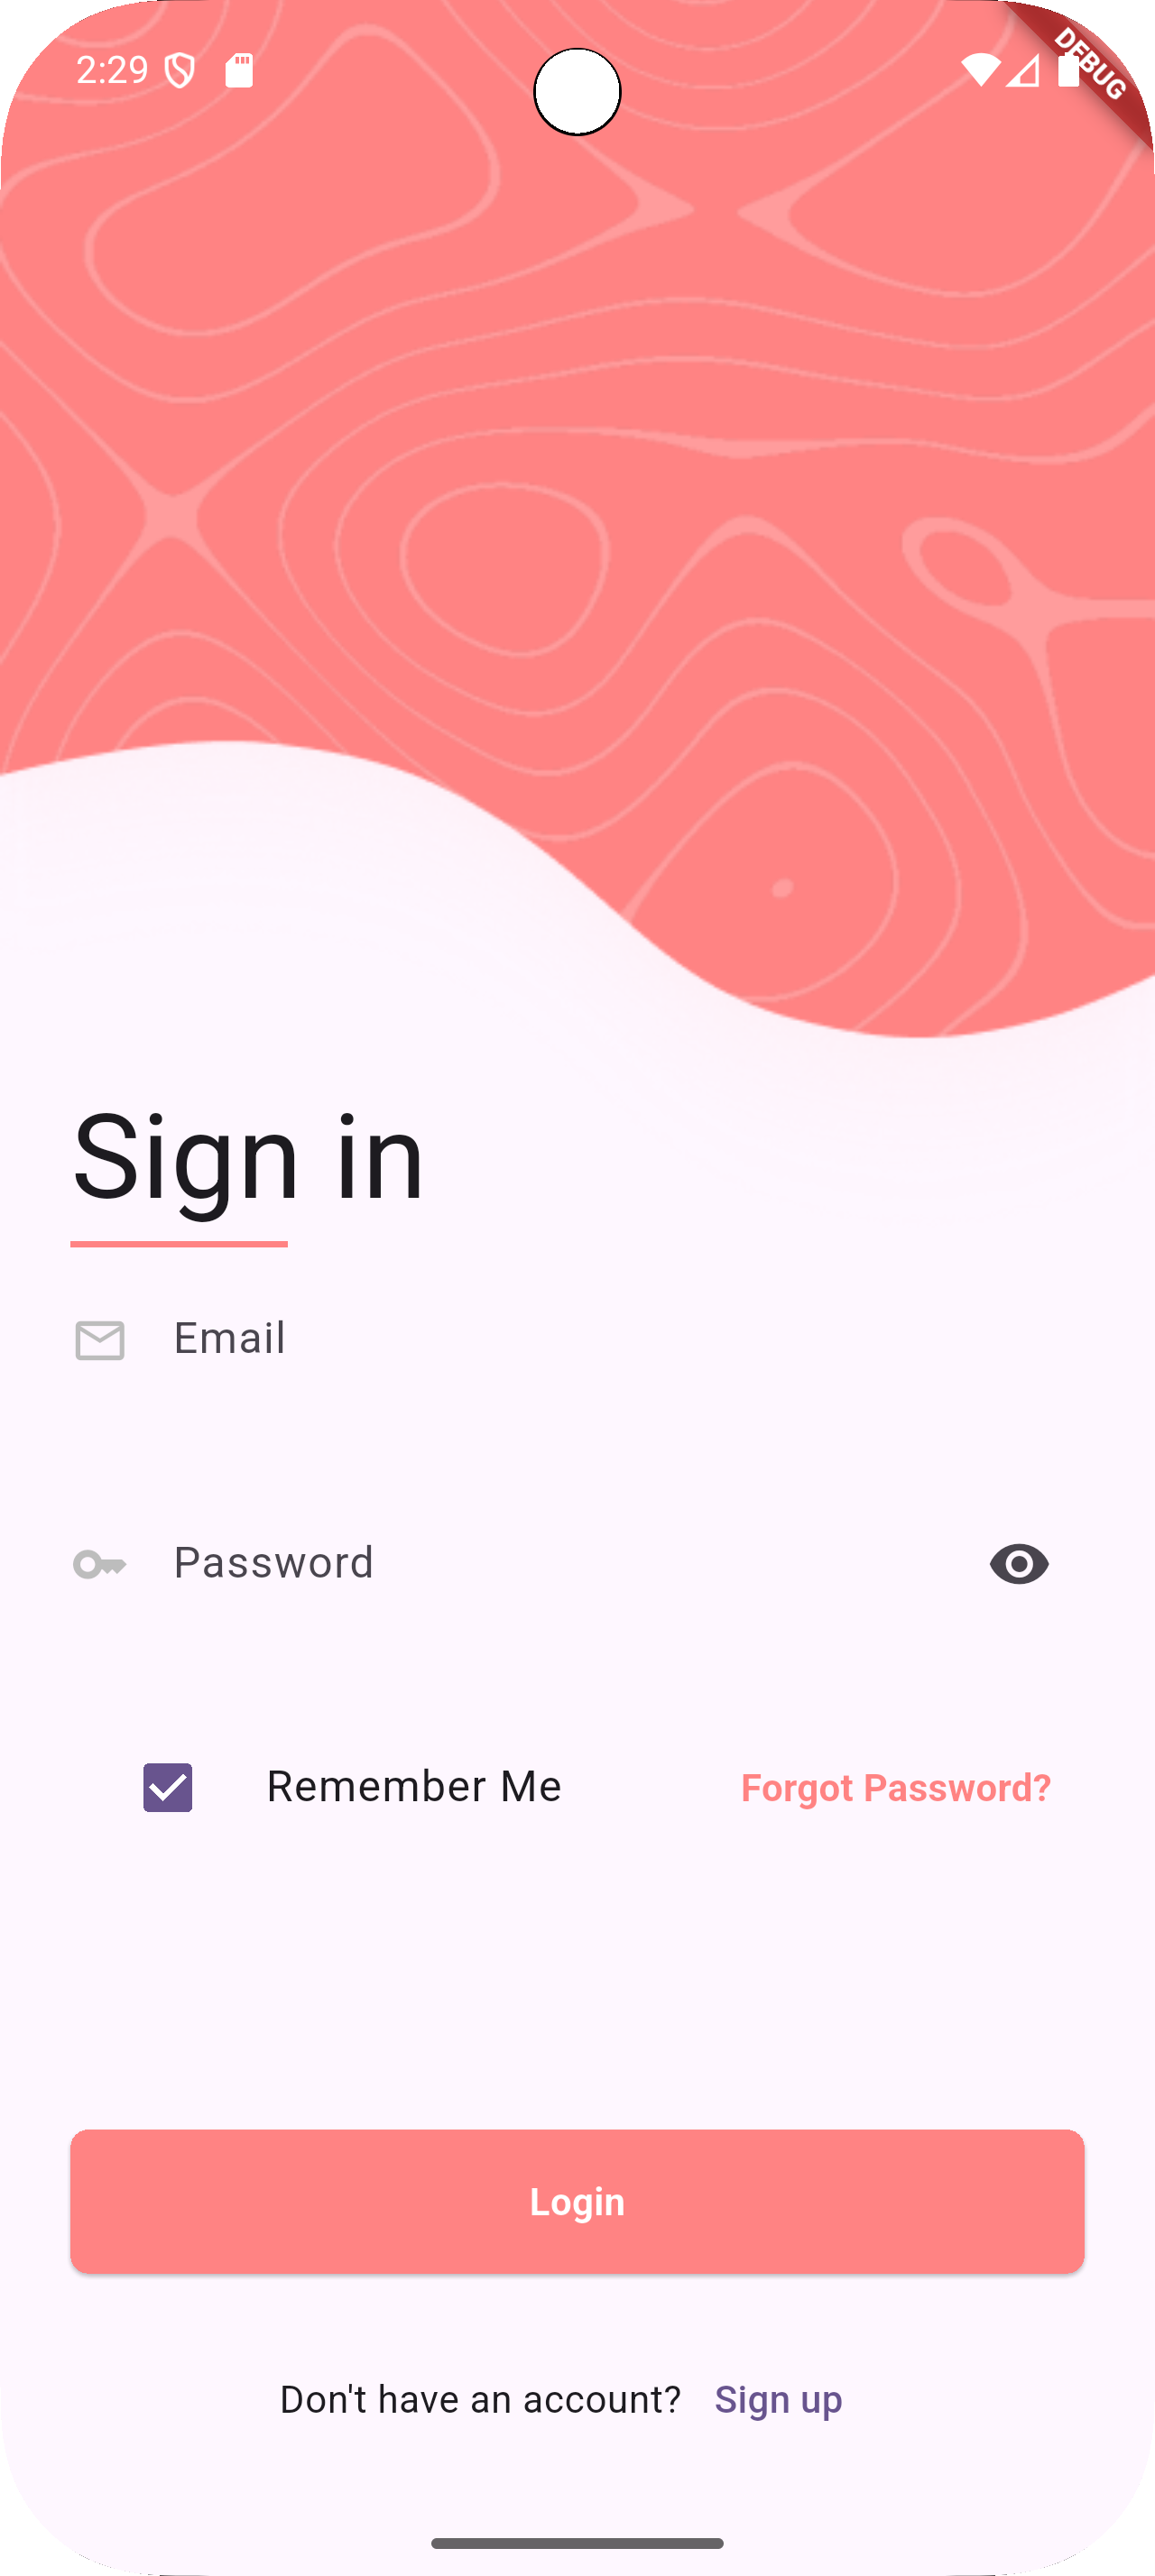 2:29
DEBUG
Sign in
Email
Password
Remember Me
Forgot Password?
Login
Don't have an account? Sign up